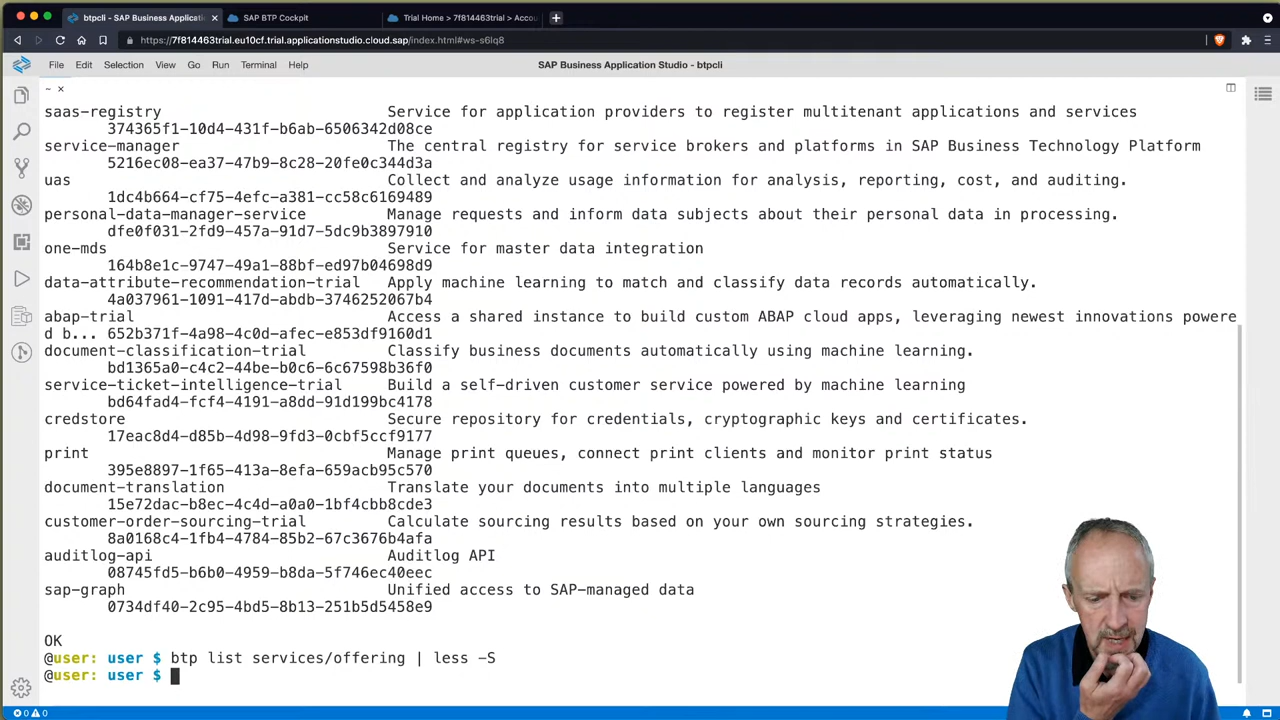 btpcli - SAP Business Applicati
SAP BTP Cockpit
Trial Home > 7f814463trial > Accou
https://7f814463trial.eu10cf.trial.applicationstudio.cloud.sap/index.html#ws-s6lq8
File Edit Selection View Go Run Terminal Help
SAP Business Application Studio - btpcli
~ ×
saas-registry Service for application providers to register multitenant applications and services
374365f1-10d4-431f-b6ab-6506342d08ce
service-manager The central registry for service brokers and platforms in SAP Business Technology Platform
5216ec08-ea37-47b9-8c28-20fe0c344d3a
uas Collect and analyze usage information for analysis, reporting, cost, and auditing.
1dc4b664-cf75-4efc-a381-cc58c6169489
personal-data-manager-service Manage requests and inform data subjects about their personal data in processing.
dfe0f031-2fd9-457a-91d7-5dc9b3897910
one-mds Service for master data integration
164b8e1c-9747-49a1-88bf-ed97b04698d9
data-attribute-recommendation-trial Apply machine learning to match and classify data records automatically.
4a037961-1091-417d-abdb-3746252067b4
abap-trial Access a shared instance to build custom ABAP cloud apps, leveraging newest innovations powere
d b... 652b371f-4a98-4c0d-afec-e853df9160d1
document-classification-trial Classify business documents automatically using machine learning.
bd1365a0-c4c2-44be-b0c6-6c67598b36f0
service-ticket-intelligence-trial Build a self-driven customer service powered by machine learning
bd64fad4-fcf4-4191-a8dd-91d199bc4178
credstore Secure repository for credentials, cryptographic keys and certificates.
17eac8d4-d85b-4d98-9fd3-0cbf5ccf9177
print Manage print queues, connect print clients and monitor print status
395e8897-1f65-413a-8efa-659acb95c570
document-translation Translate your documents into multiple languages
15e72dac-b8ec-4c4d-a0a0-1bf4cbb8cde3
customer-order-sourcing-trial Calculate sourcing results based on your own sourcing strategies.
8a0168c4-1fb4-4784-85b2-67c3676b4afa
auditlog-api Auditlog API
08745fd5-b6b0-4959-b8da-5f746ec40eec
sap-graph Unified access to SAP-managed data
0734df40-2c95-4bd5-8b13-251b5d5458e9
OK
@user: user $ btp list services/offering | less -S
@user: user $
0 0